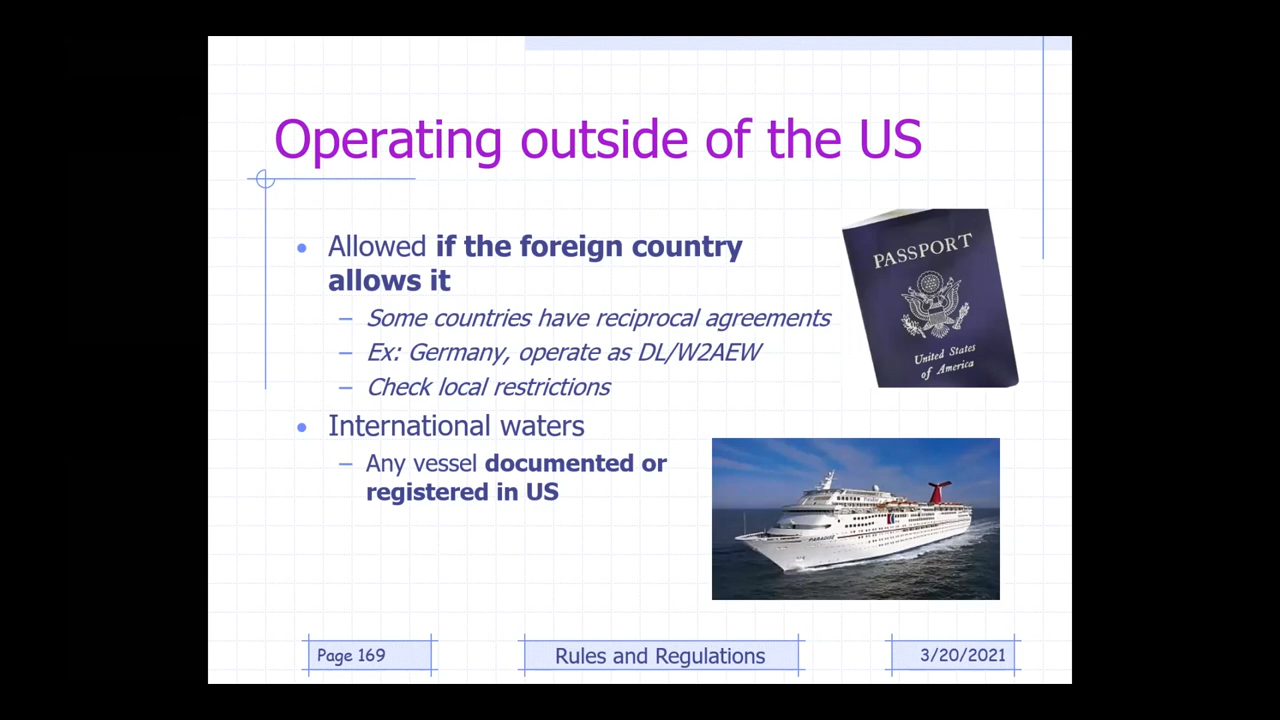 Operating outside of the US
• Allowed if the foreign country
allows it
– Some countries have reciprocal agreements
– Ex: Germany, operate as DL/W2AEW
– Check local restrictions
• International waters
– Any vessel documented or
registered in US
PASSPORT
United States
of America
PARADISE
Page 169
Rules and Regulations
3/20/2021